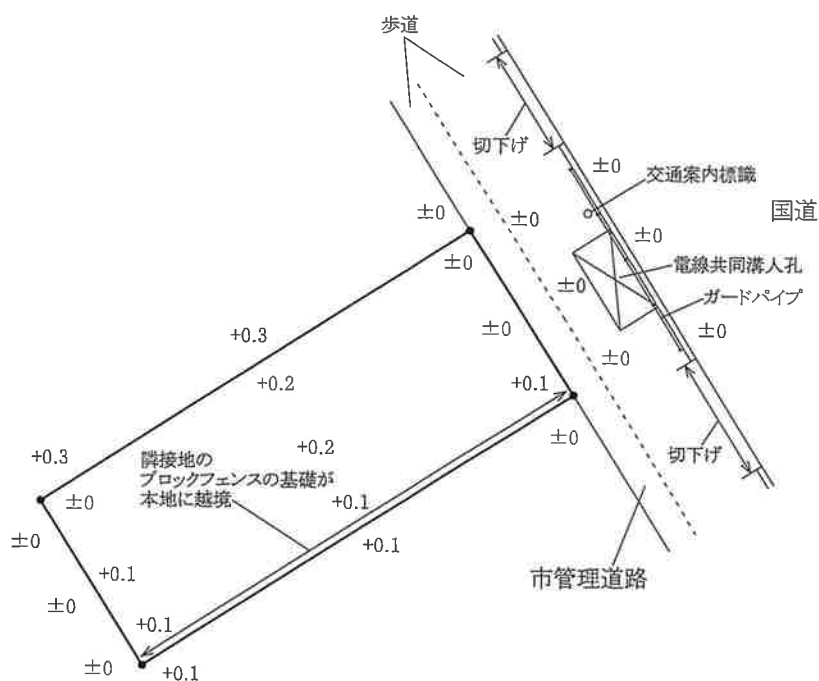 歩道
切下げ
±0
交通案内標識
国道
±0
±0
±0
±0
電線共同溝人孔
±0
ガードパイプ
±0
±0
±0
+0.3
+0.2
+0.1
±0
切下げ
+0.3
+0.2
隣接地の
ブロックフェンスの基礎が
本地に越境
±0
+0.1
±0
+0.1
市管理道路
+0.1
±0
+0.1
±0
+0.1